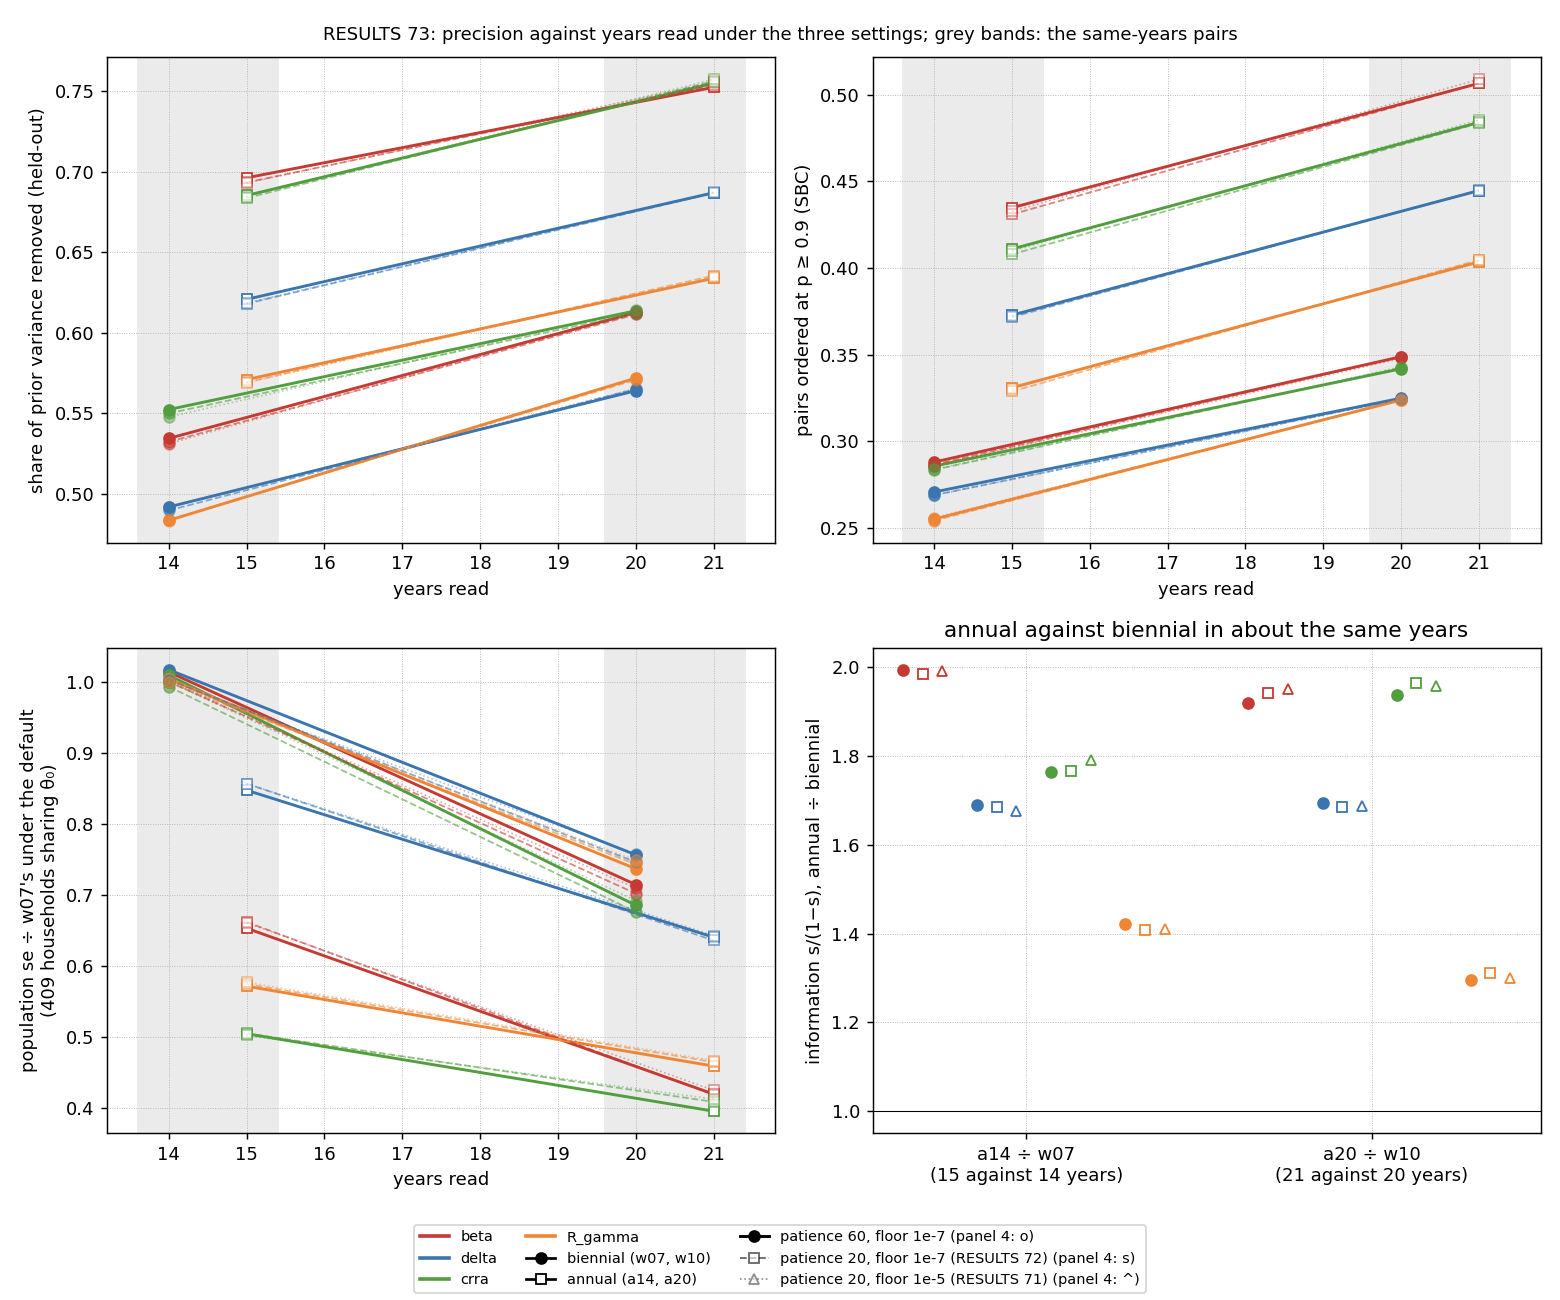 RESULTS 73: precision against years read under the three settings; grey bands: the same-years pairs
share of prior variance removed (held-out)
0.75
0.70
0.65
0.60
0.55
0.50
14 15 16 17 18 19 20 21
years read
pairs ordered at p ≥ 0.9 (SBC)
0.50
0.45
0.40
0.35
0.30
0.25
14 15 16 17 18 19 20 21
years read
population se ÷ w07's under the default
(409 households sharing θ₀)
1.0
0.9
0.8
0.7
0.6
0.5
0.4
14 15 16 17 18 19 20 21
years read
annual against biennial in about the same years
information s/(1−s), annual ÷ biennial
2.0
1.8
1.6
1.4
1.2
1.0
a14 ÷ w07
(15 against 14 years)
a20 ÷ w10
(21 against 20 years)
beta
delta
crra
R_gamma
biennial (w07, w10)
annual (a14, a20)
patience 60, floor 1e-7 (panel 4: o)
patience 20, floor 1e-7 (RESULTS 72) (panel 4: s)
patience 20, floor 1e-5 (RESULTS 71) (panel 4: ^)